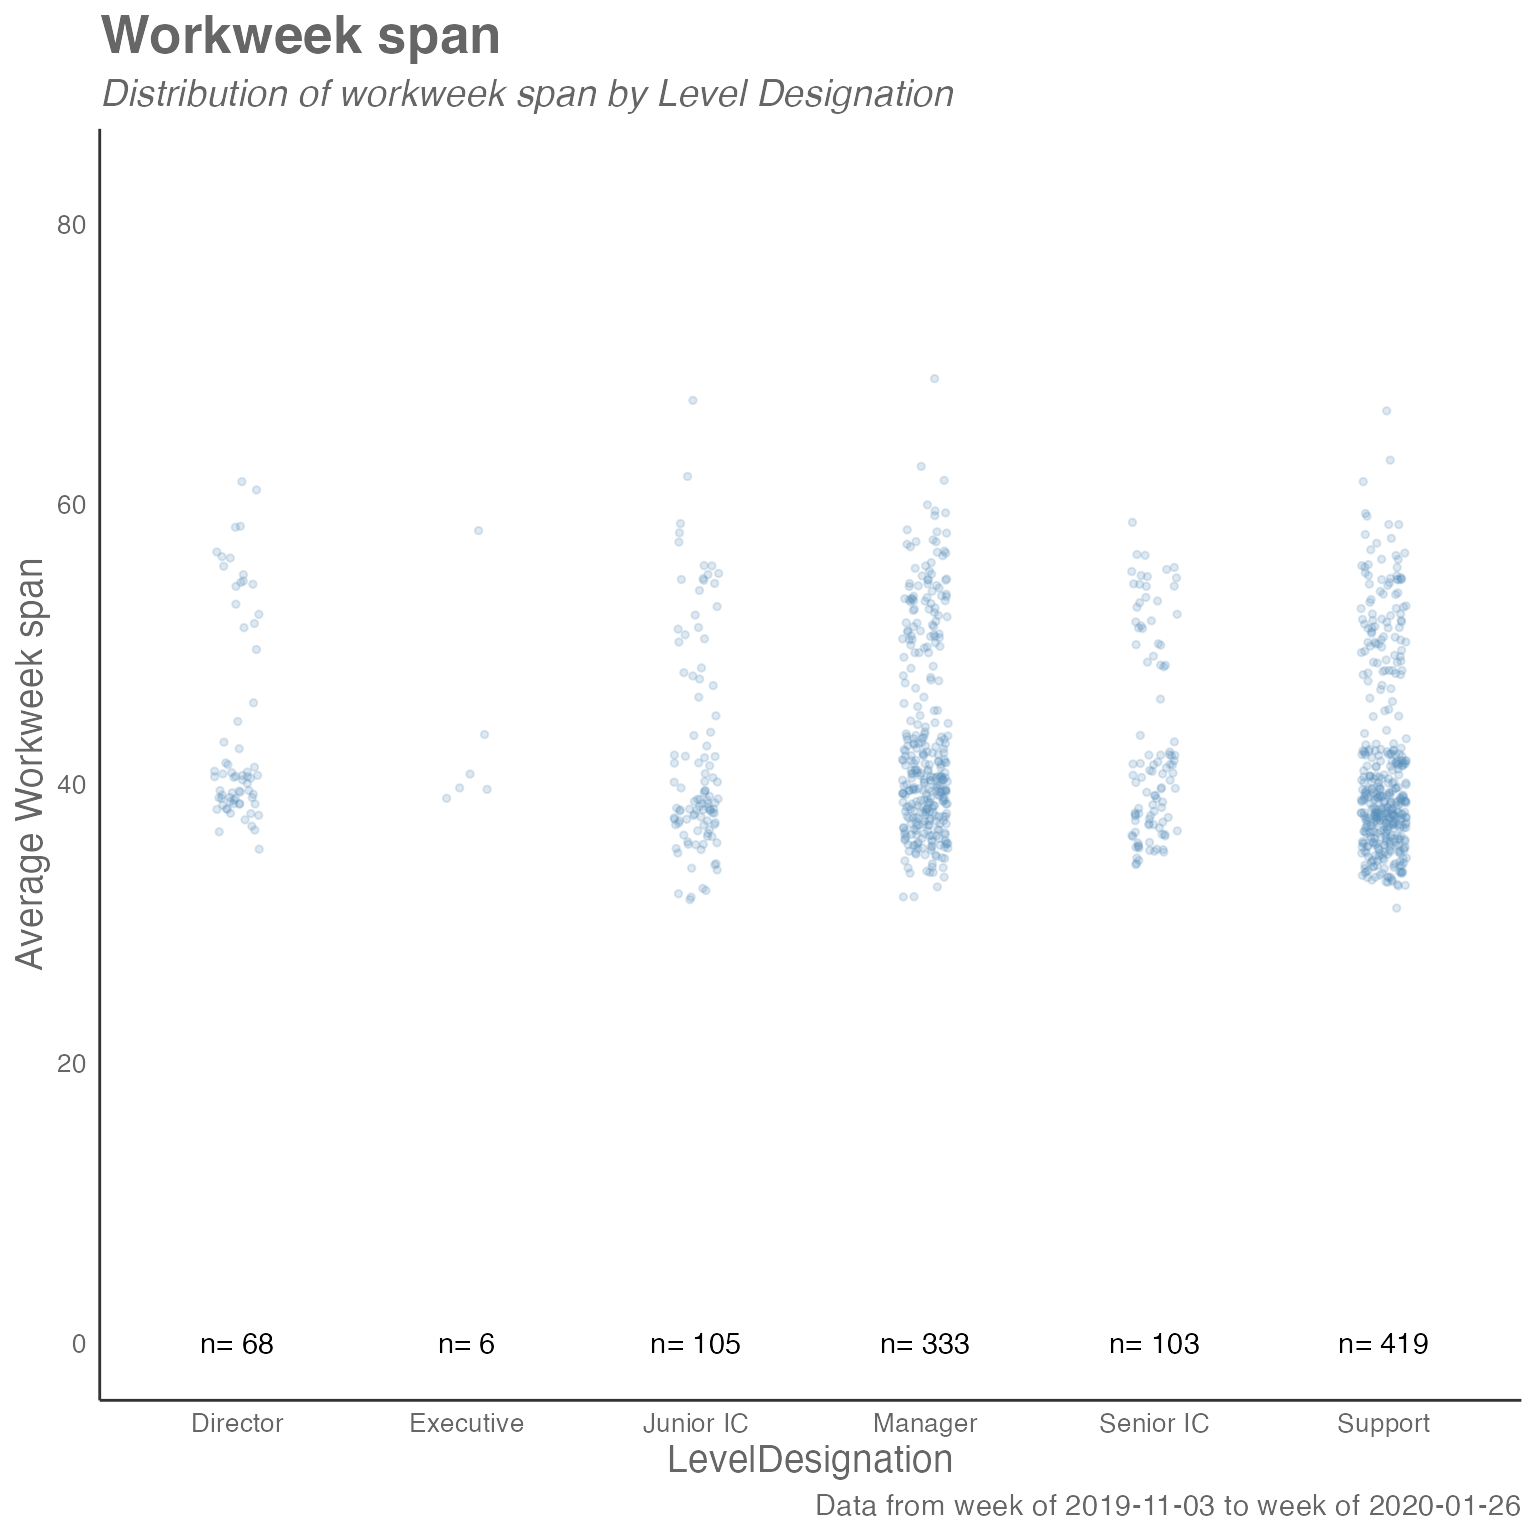 Workweek span
Distribution of workweek span by Level Designation
Average Workweek span
80
60
40
20
0
n= 68 n= 6 n= 105 n= 333 n= 103 n= 419
Director Executive Junior IC Manager Senior IC Support
LevelDesignation
Data from week of 2019-11-03 to week of 2020-01-26